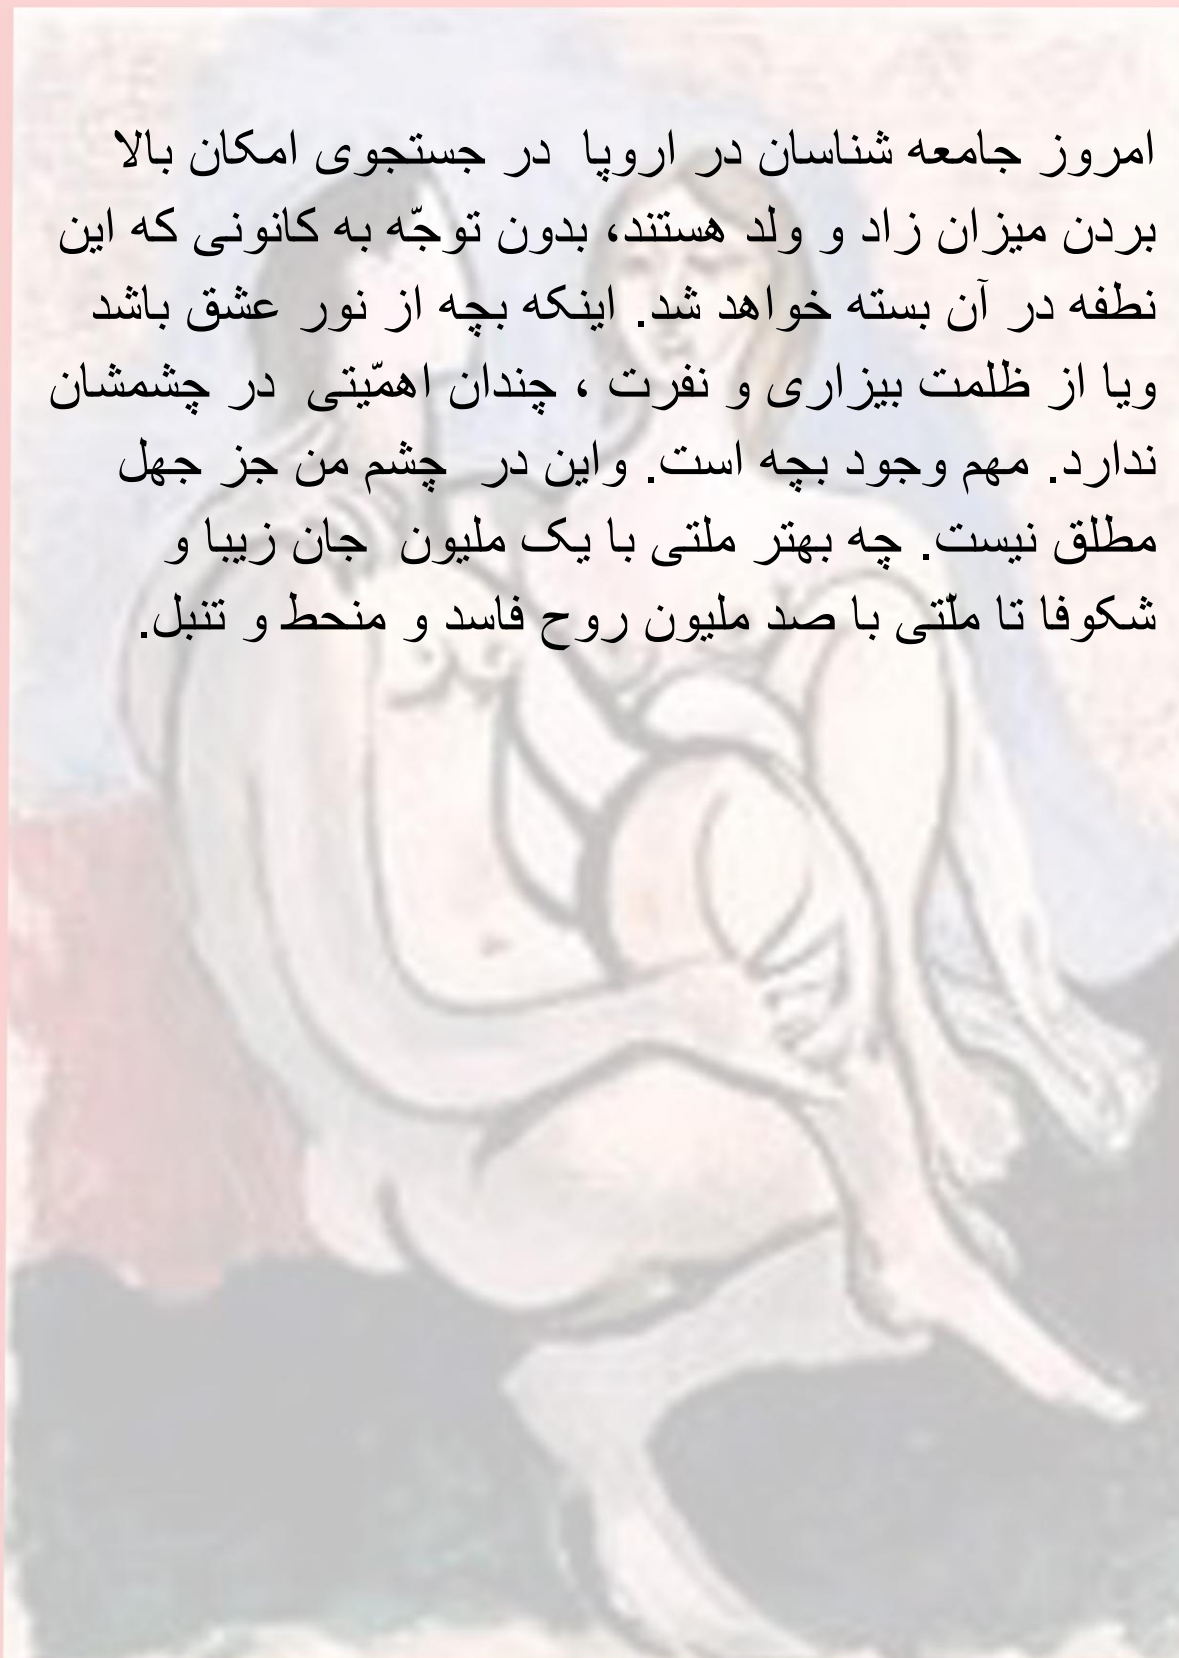 امروز جامعه شناسان در اروپا در جستجوی امکان بالا
بردن میزان زاد و ولد هستند، بدون توجّه به کانونی که این
نطفه در آن بسته خواهد شد. اینکه بچه از نور عشق باشد
ویا از ظلمت بیزاری و نفرت ، چندان اهمّیتی در چشمشان
ندارد. مهم وجود بچه است. واین در چشم من جز جهل
مطلق نیست. چه بهتر ملتی با یک ملیون جان زیبا و
شکوفا تا ملّتی با صد ملیون روح فاسد و منحط و تنبل.